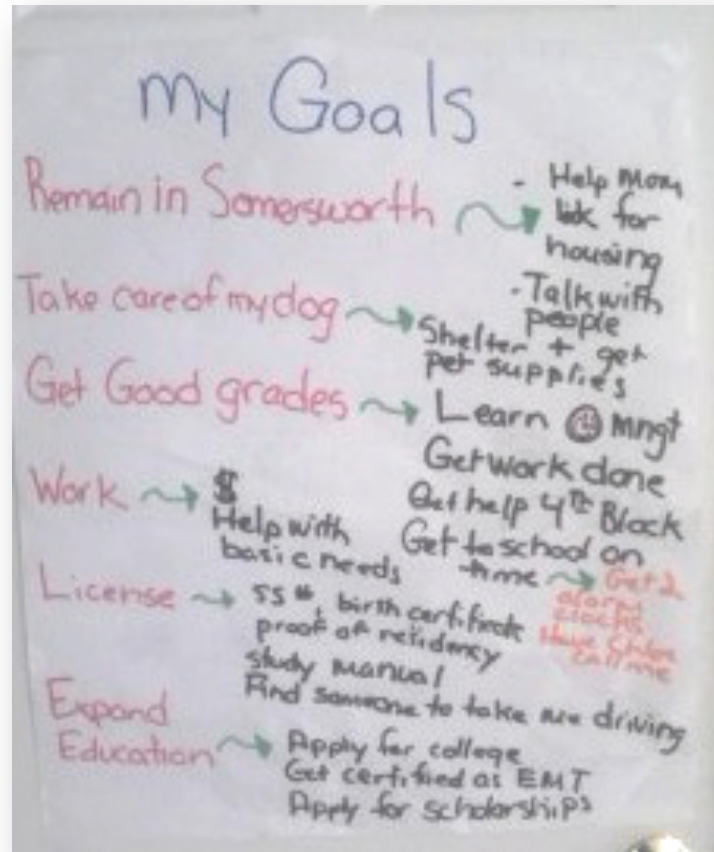 My Goals
Remain in Somersworth
- Help Mom
look for
housing
- Talk with
people
Take care of my dog
Shelter + get
pet supplies
Get Good grades
Learn mngt
Get work done
Get help 4th Block
Get to school on
time
Get 2
alarm
clocks
Have
call me
Work
$
Help with
basic needs
License
SS #, birth certificate
proof of residency
Study manual
Find someone to take me driving
Expand
Education
Apply for college
Get certified as EMT
Apply for scholarships